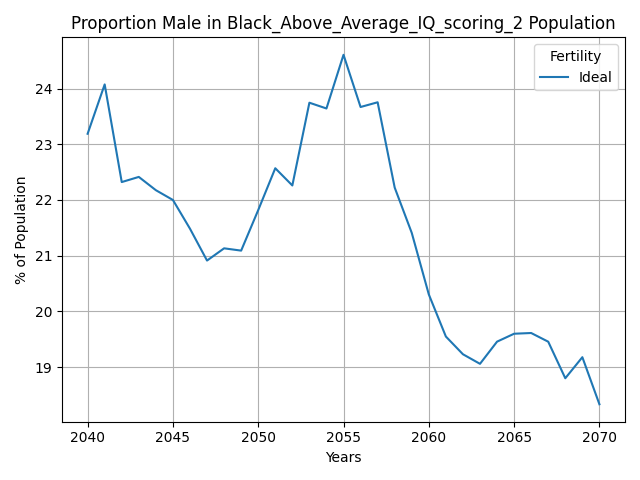 Proportion Male in Black_Above_Average_IQ_scoring_2 Population
Fertility
Ideal
% of Population
24
23
22
21
20
19
2040 2045 2050 2055 2060 2065 2070
Years